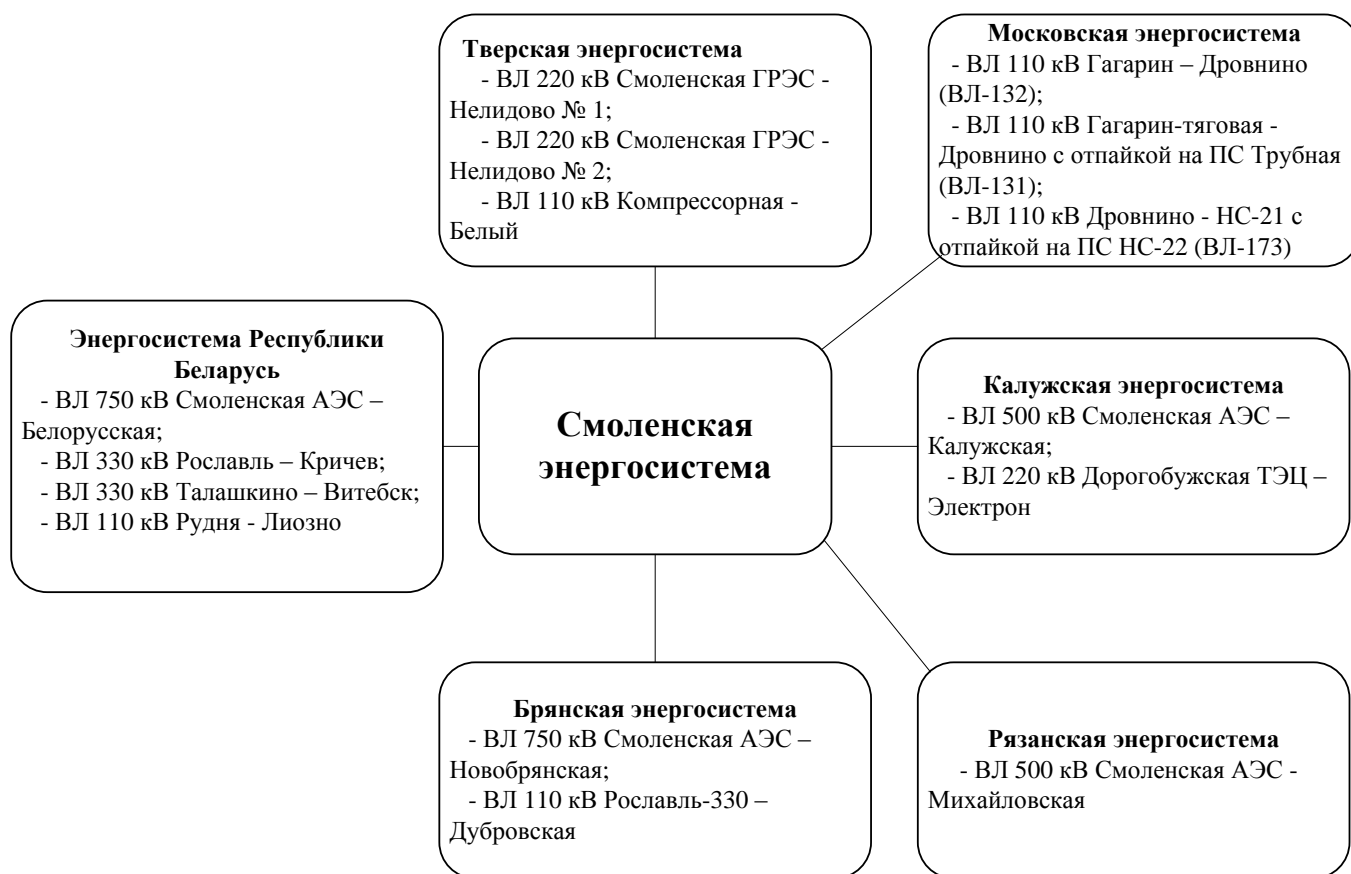 Тверская энергосистема
- ВЛ 220 кВ Смоленская ГРЭС -
Нелидово № 1;
- ВЛ 220 кВ Смоленская ГРЭС -
Нелидово № 2;
- ВЛ 110 кВ Компрессорная -
Белый
Московская энергосистема
- ВЛ 110 кВ Гагарин – Дровнино
(ВЛ-132);
- ВЛ 110 кВ Гагарин-тяговая -
Дровнино с отпайкой на ПС Трубная
(ВЛ-131);
- ВЛ 110 кВ Дровнино - НС-21 с
отпайкой на ПС НС-22 (ВЛ-173)
Энергосистема Республики
Беларусь
- ВЛ 750 кВ Смоленская АЭС –
Белорусская;
- ВЛ 330 кВ Рославль – Кричев;
- ВЛ 330 кВ Талашкино – Витебск;
- ВЛ 110 кВ Рудня - Лиозно
Смоленская
энергосистема
Калужская энергосистема
- ВЛ 500 кВ Смоленская АЭС –
Калужская;
- ВЛ 220 кВ Дорогобужская ТЭЦ –
Электрон
Брянская энергосистема
- ВЛ 750 кВ Смоленская АЭС –
Новобрянская;
- ВЛ 110 кВ Рославль-330 –
Дубровская
Рязанская энергосистема
- ВЛ 500 кВ Смоленская АЭС -
Михайловская